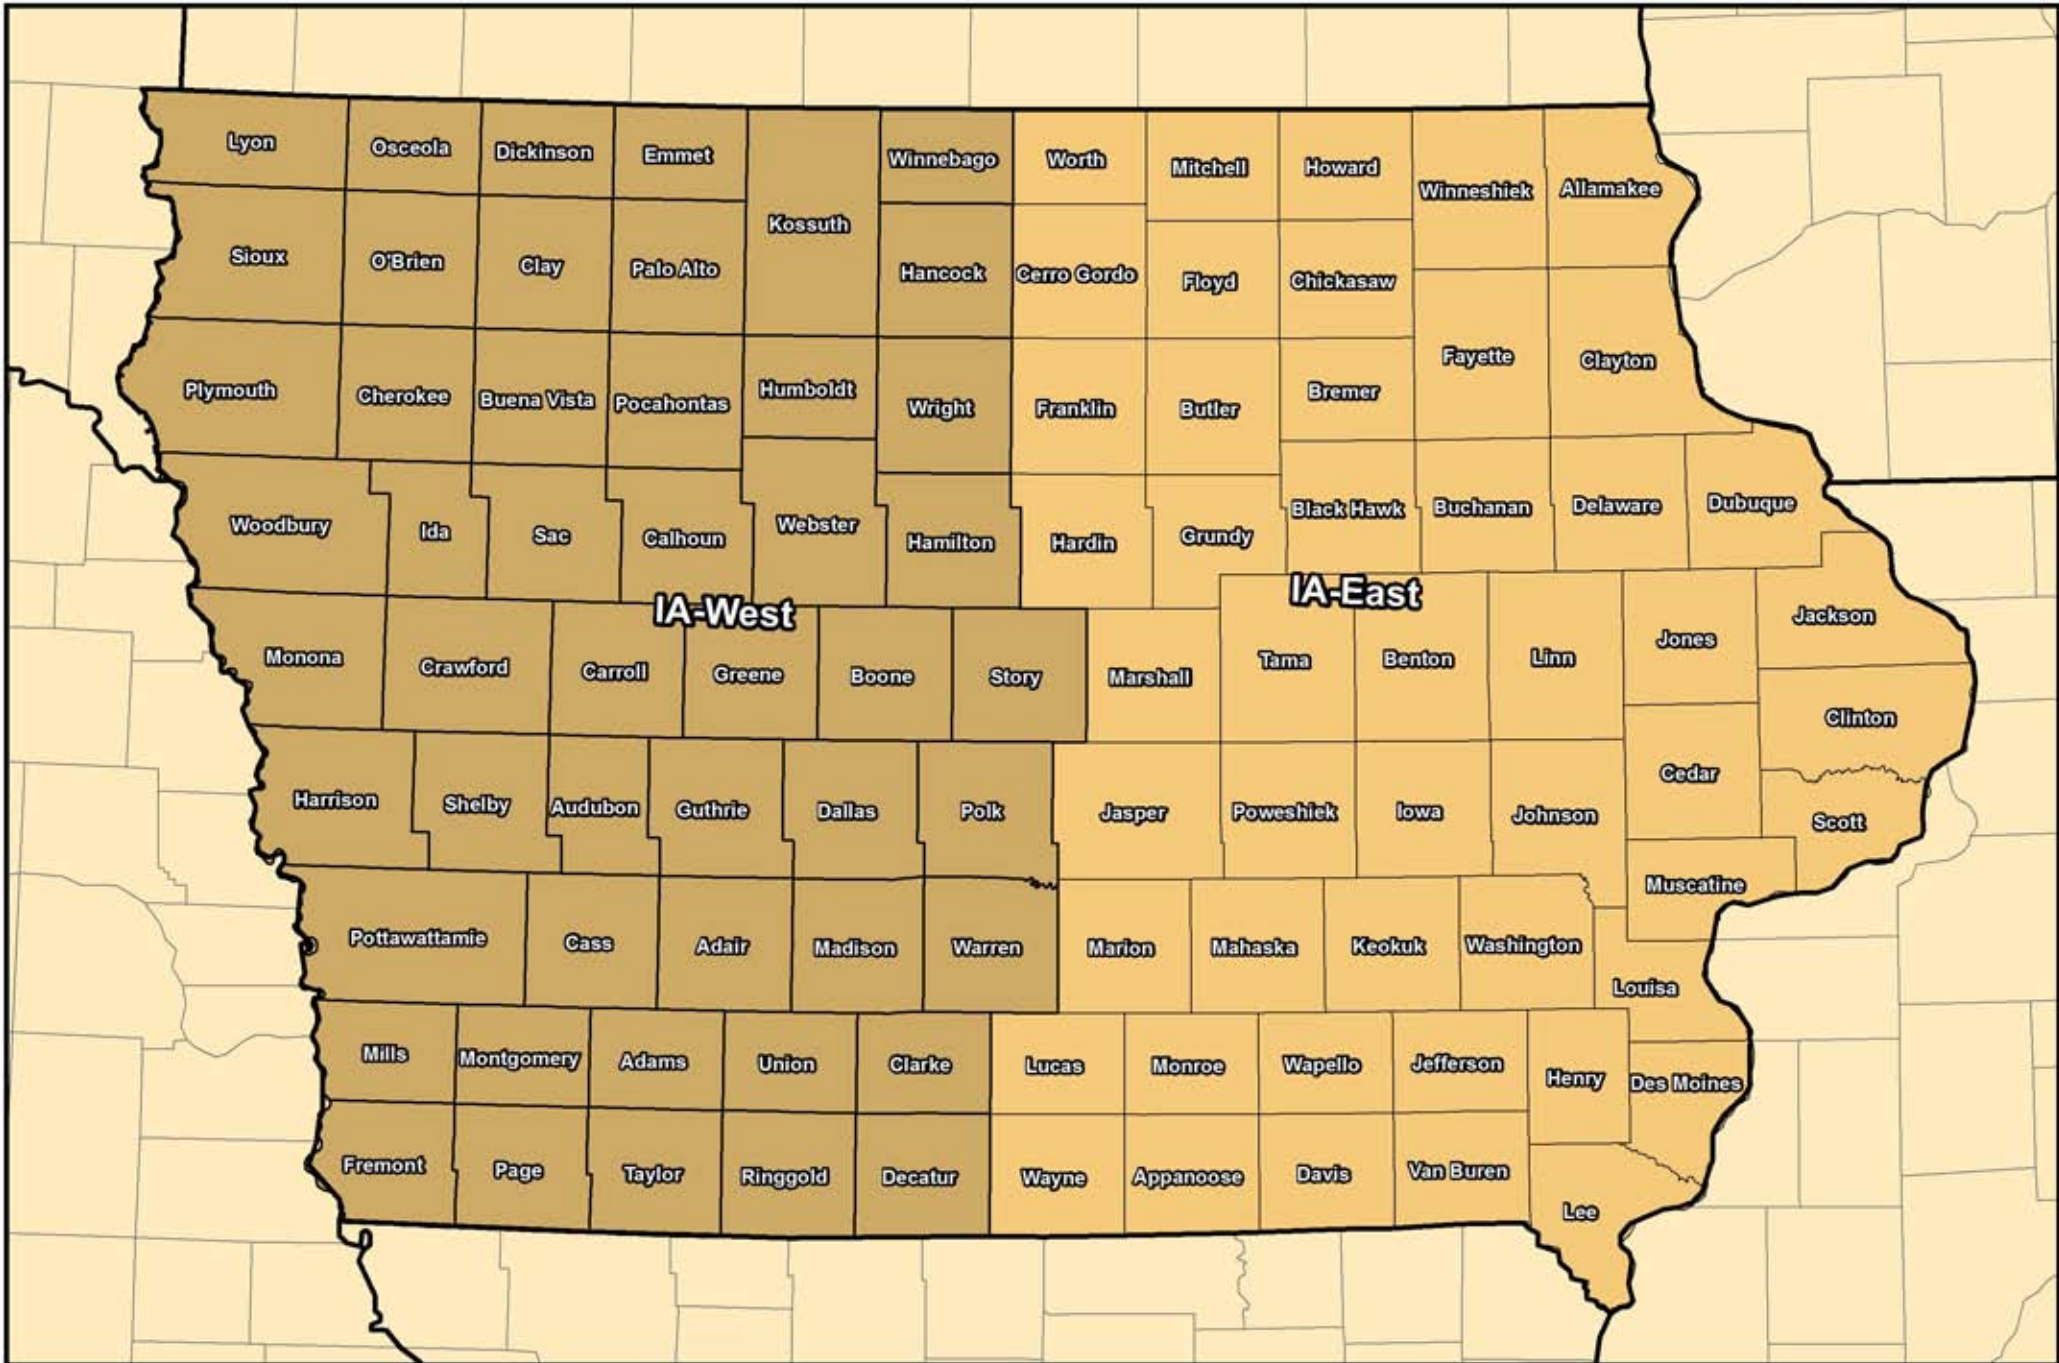 Lyon
Osceola
Dickinson
Emmet
Kossuth
Winnebago
Worth
Mitchell
Howard
Winneshiek
Allamakee
Sioux
O'Brien
Clay
Palo Alto
Hancock
Cerro Gordo
Floyd
Chickasaw
Fayette
Clayton
Plymouth
Cherokee
Buena Vista
Pocahontas
Humboldt
Wright
Franklin
Butler
Bremer
Woodbury
Ida
Sac
Calhoun
Webster
Hamilton
Hardin
Grundy
Black Hawk
Buchanan
Delaware
Dubuque
IA-West
IA-East
Monona
Crawford
Carroll
Greene
Boone
Story
Marshall
Tama
Benton
Linn
Jones
Jackson
Clinton
Harrison
Shelby
Audubon
Guthrie
Dallas
Polk
Jasper
Poweshiek
Iowa
Johnson
Cedar
Scott
Muscatine
Pottawattamie
Cass
Adair
Madison
Warren
Marion
Mahaska
Keokuk
Washington
Louisa
Mills
Montgomery
Adams
Union
Clarke
Lucas
Monroe
Wapello
Jefferson
Henry
Des Moines
Fremont
Page
Taylor
Ringgold
Decatur
Wayne
Appanoose
Davis
Van Buren
Lee